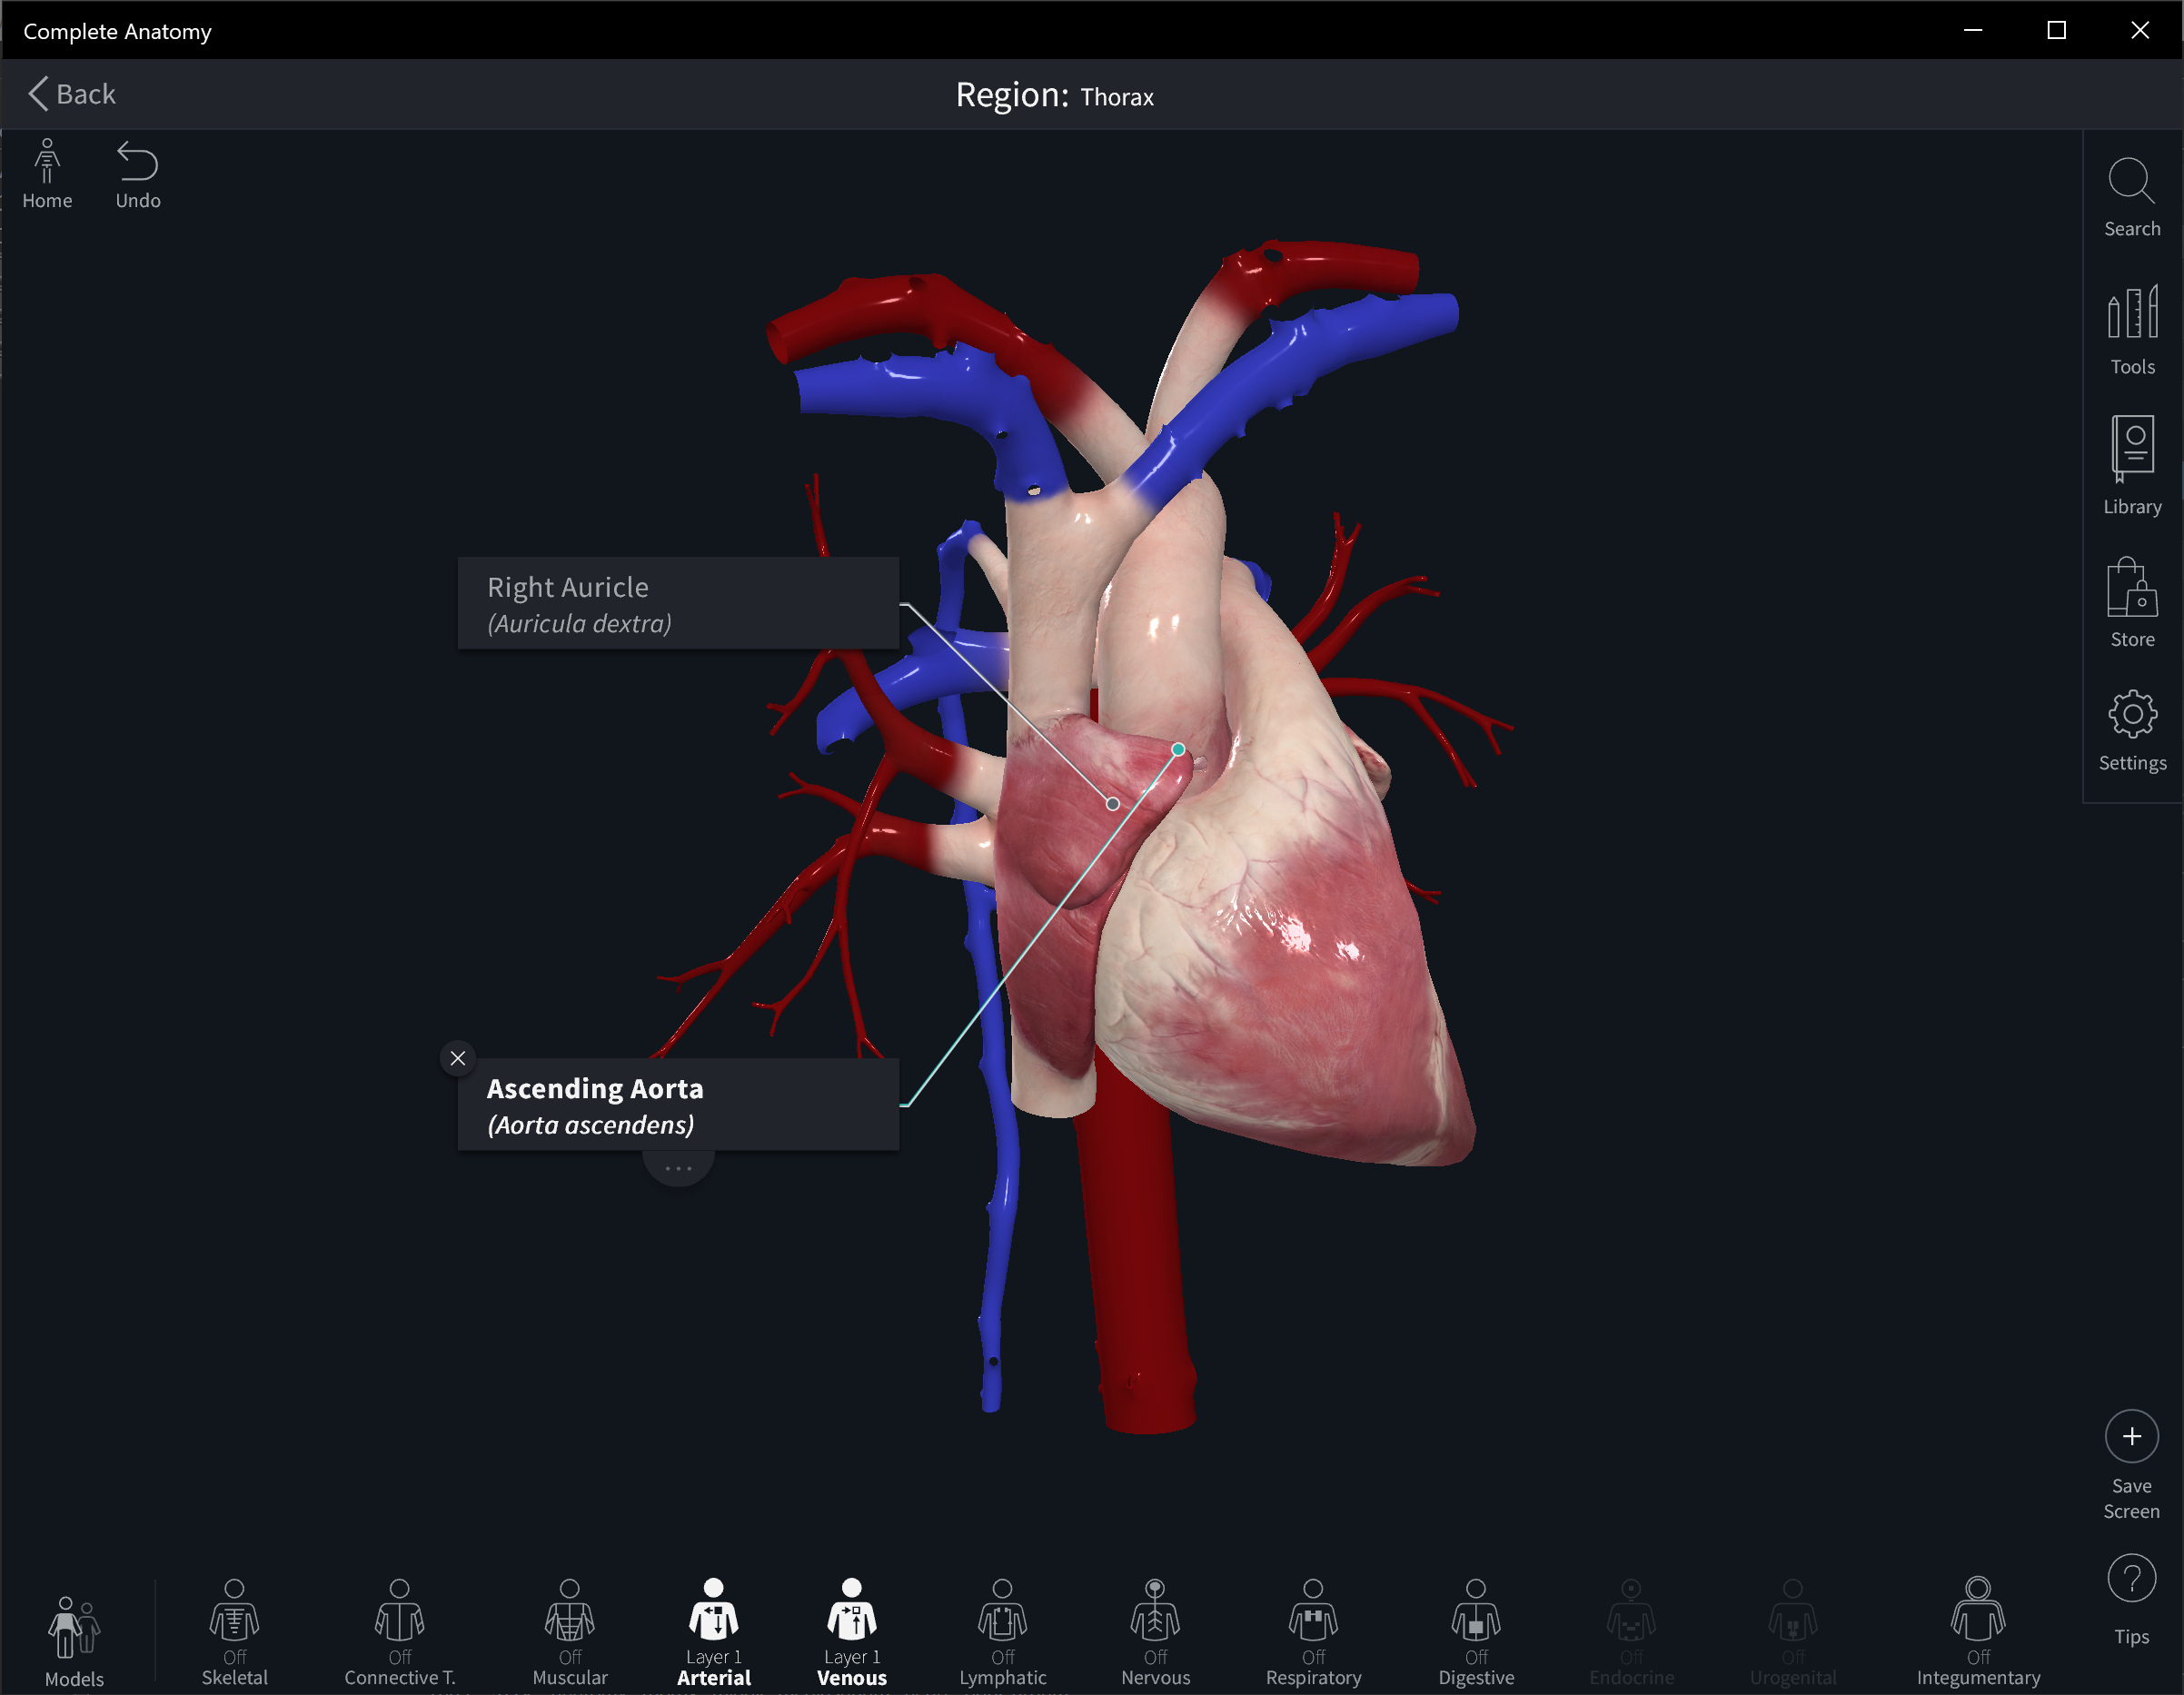 Complete Anatomy
Back
Region: Thorax
Home
Undo
Search
Tools
Library
Store
Settings
Right Auricle
(Auricula dextra)
Ascending Aorta
(Aorta ascendens)
...
Save
Screen
Tips
Models
Off
Skeletal
Off
Connective T.
Off
Muscular
Layer 1
Arterial
Layer 1
Venous
Off
Lymphatic
Off
Nervous
Off
Respiratory
Off
Digestive
Off
Endocrine
Off
Urogenital
Off
Integumentary